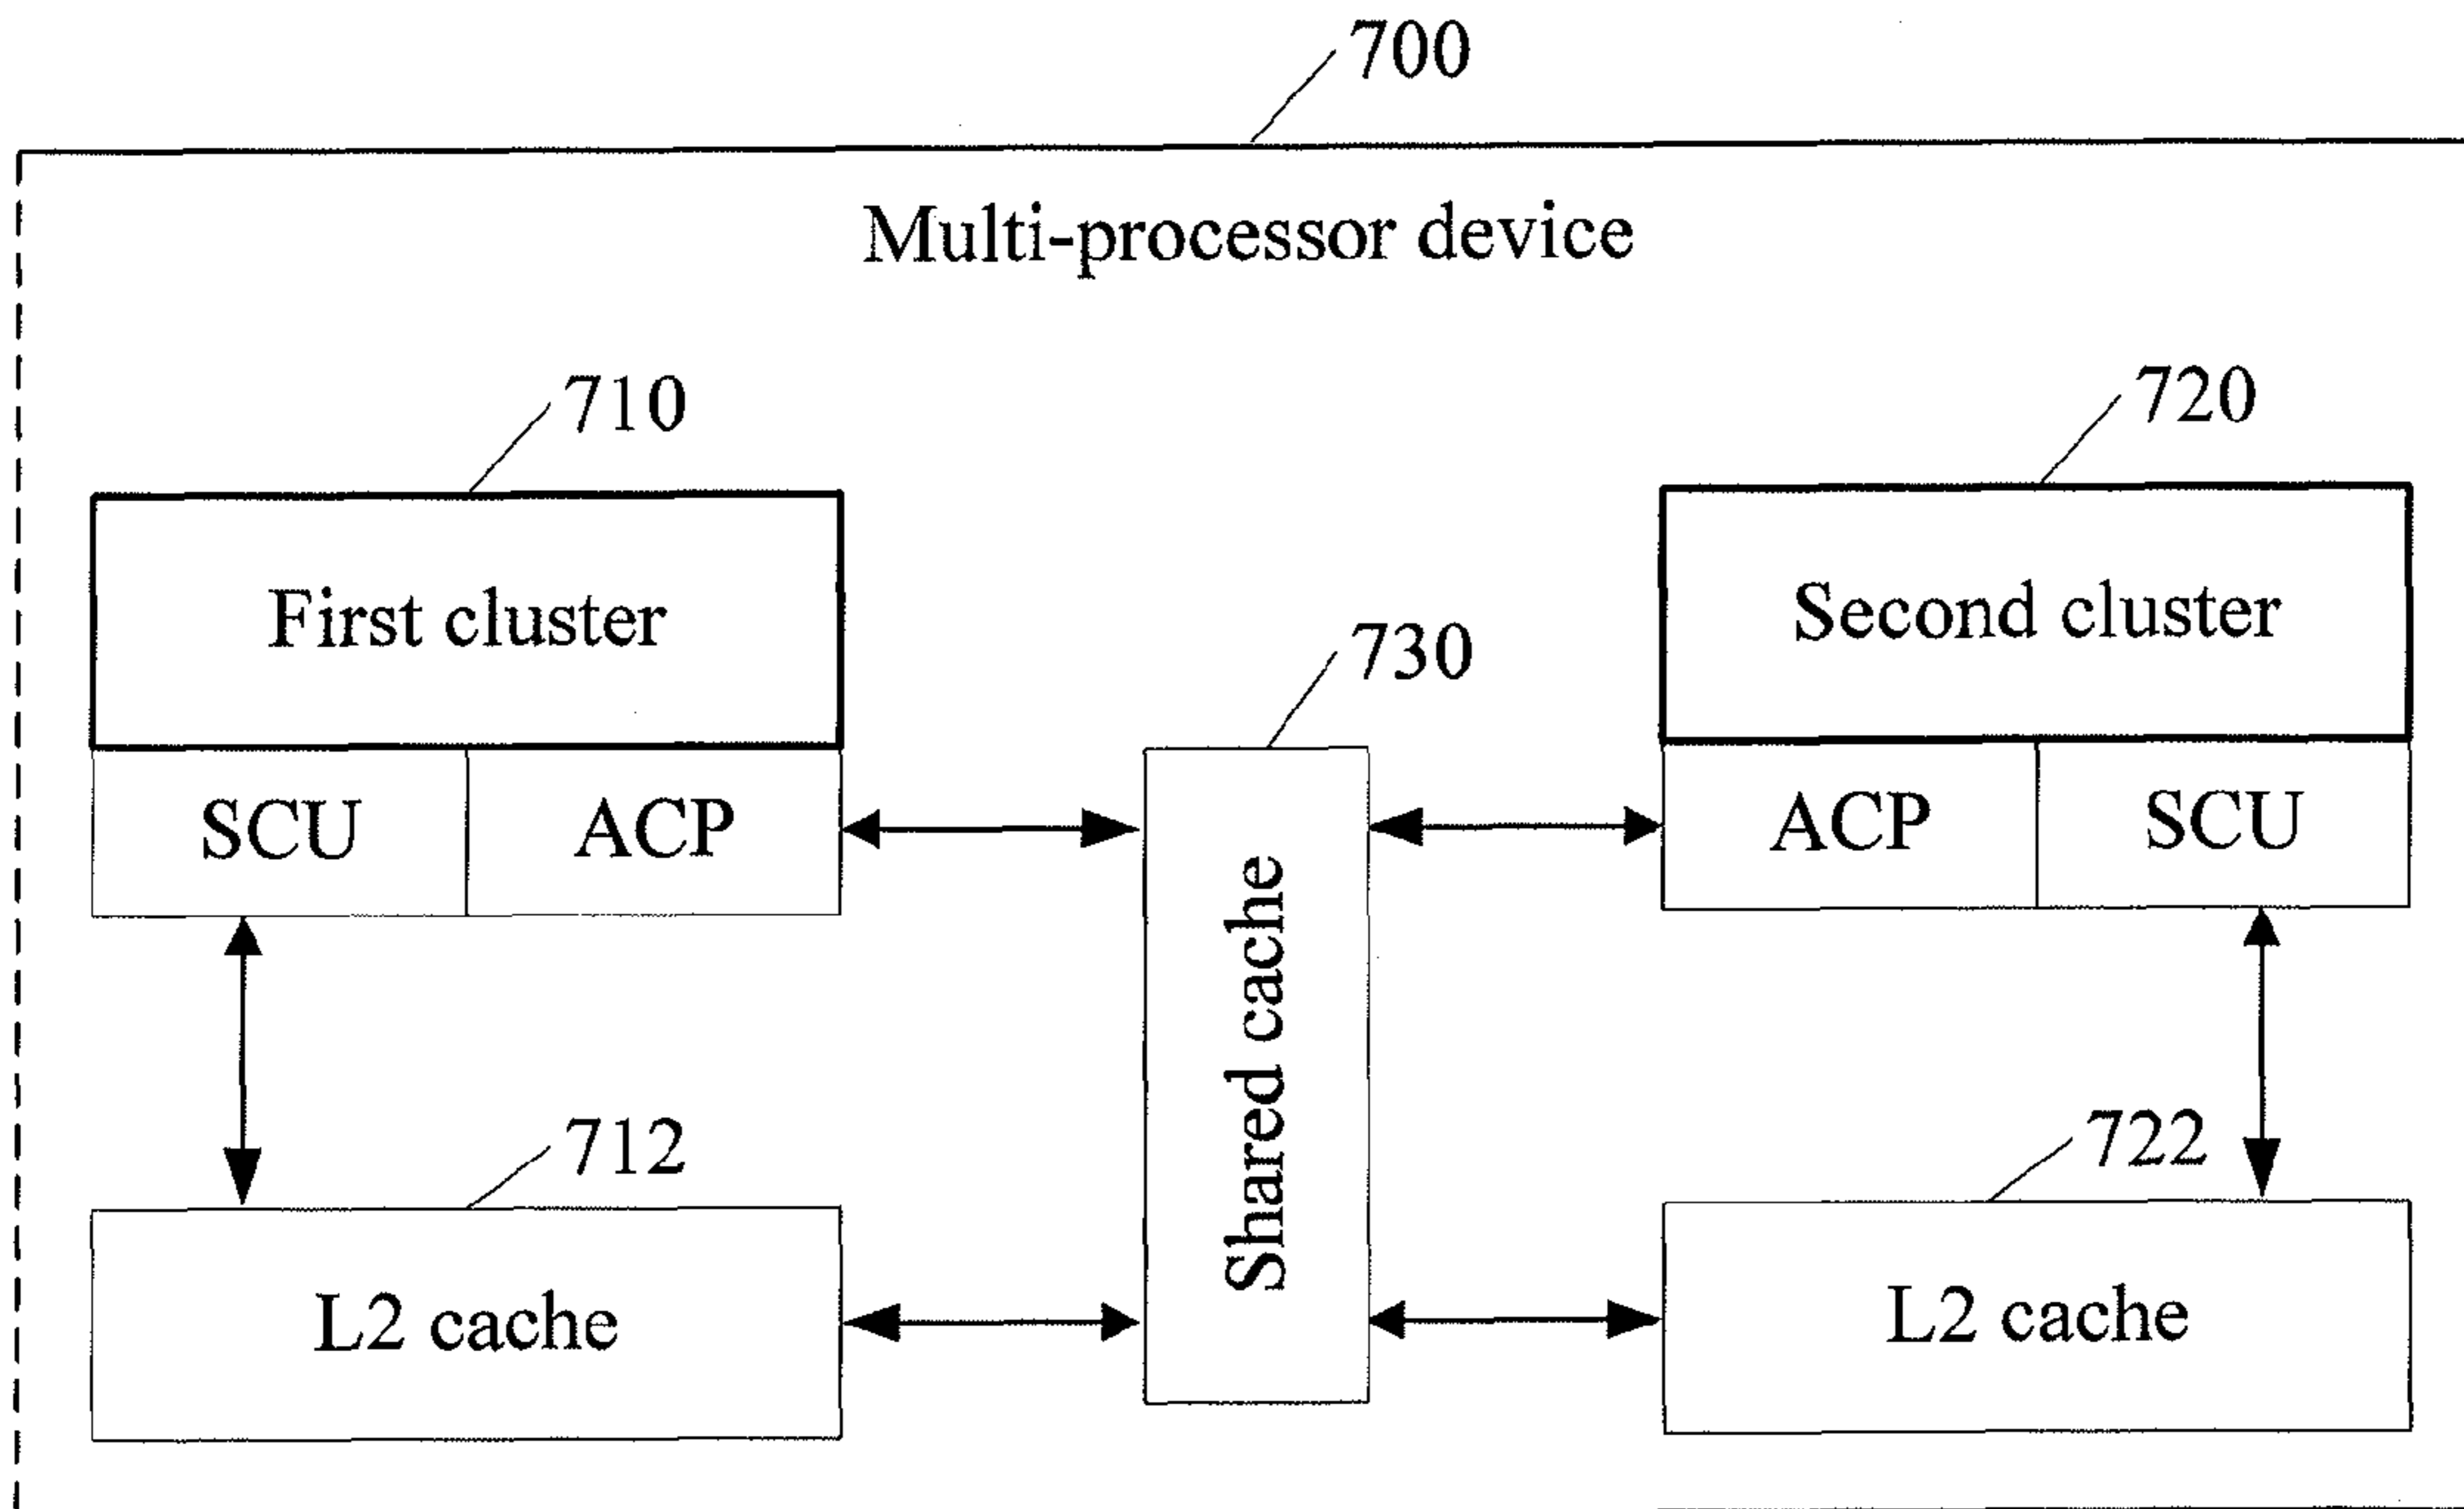 700
Multi-processor device
710
720
First cluster
Second cluster
730
SCU
ACP
ACP
SCU
Shared cache
712
722
L2 cache
L2 cache